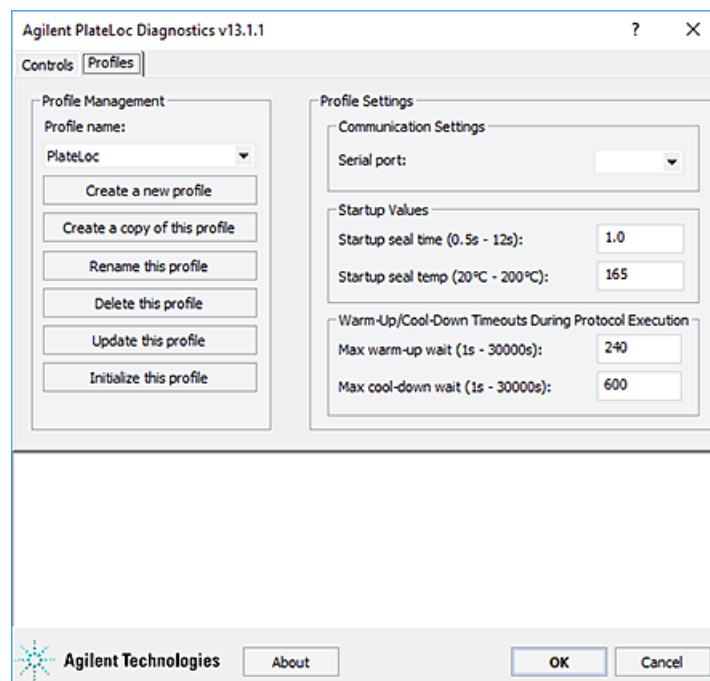 Agilent PlateLoc Diagnostics v13.1.1
Controls
Profiles
Profile Management
Profile name:
PlateLoc
Create a new profile
Create a copy of this profile
Rename this profile
Delete this profile
Update this profile
Initialize this profile
Profile Settings
Communication Settings
Serial port:
Startup Values
Startup seal time (0.5s - 12s): 1.0
Startup seal temp (20°C - 200°C): 165
Warm-Up/Cool-Down Timeouts During Protocol Execution
Max warm-up wait (1s - 30000s): 240
Max cool-down wait (1s - 30000s): 600
Agilent Technologies
About
OK
Cancel